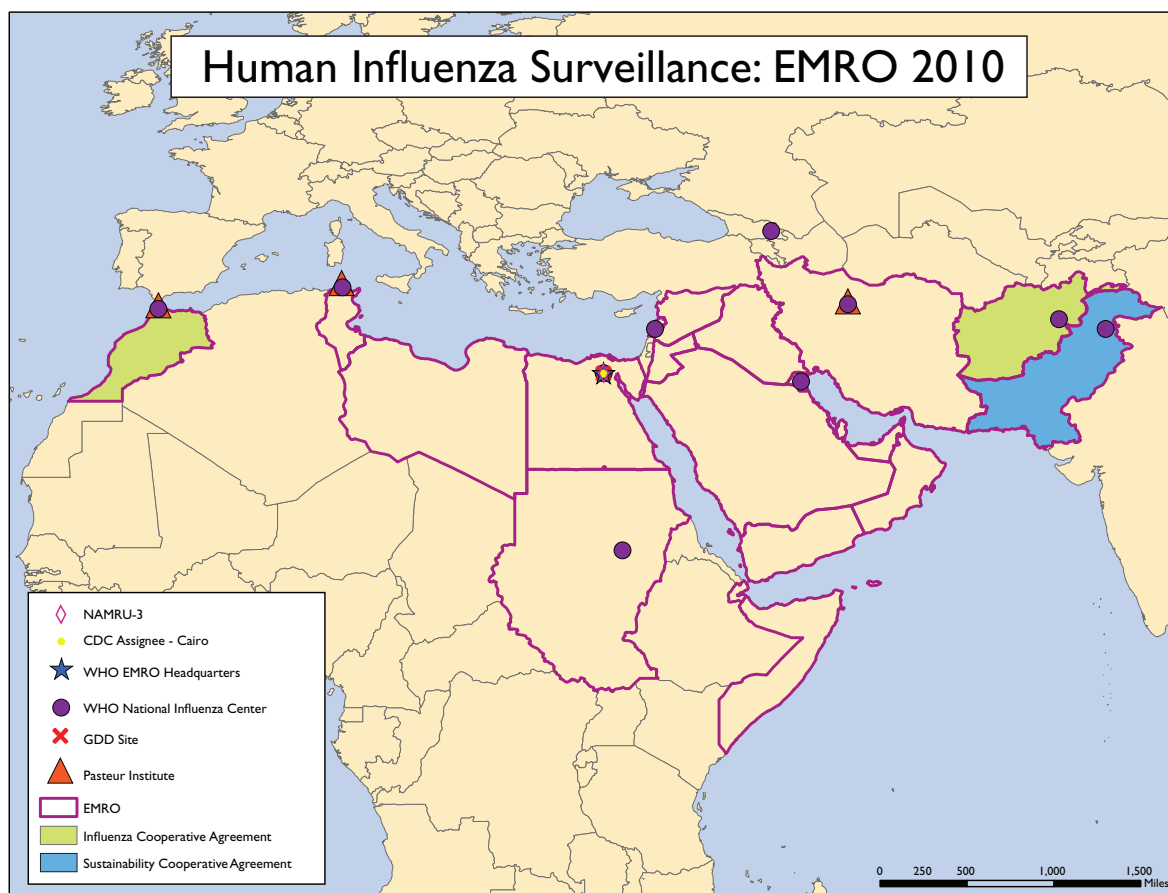 Human Influenza Surveillance: EMRO 2010
NAMRU-3
CDC Assignee - Cairo
WHO EMRO Headquarters
WHO National Influenza Center
GDD Site
Pasteur Institute
EMRO
Influenza Cooperative Agreement
Sustainability Cooperative Agreement
0 250 500 1,000 1,500
Miles